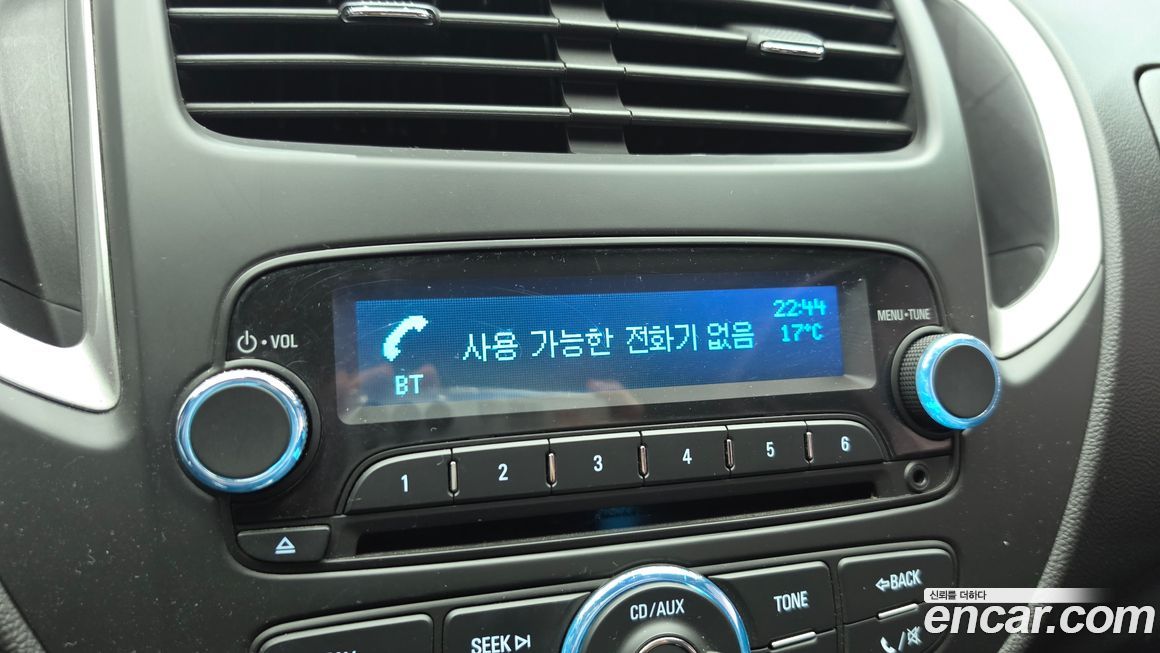 VOL
MENU•TUNE
22:44
17°C
사용 가능한 전화기 없음
BT
1
2
3
4
5
6
CD/AUX
TONE
BACK
SEEK
신뢰를 더하다
encar.com